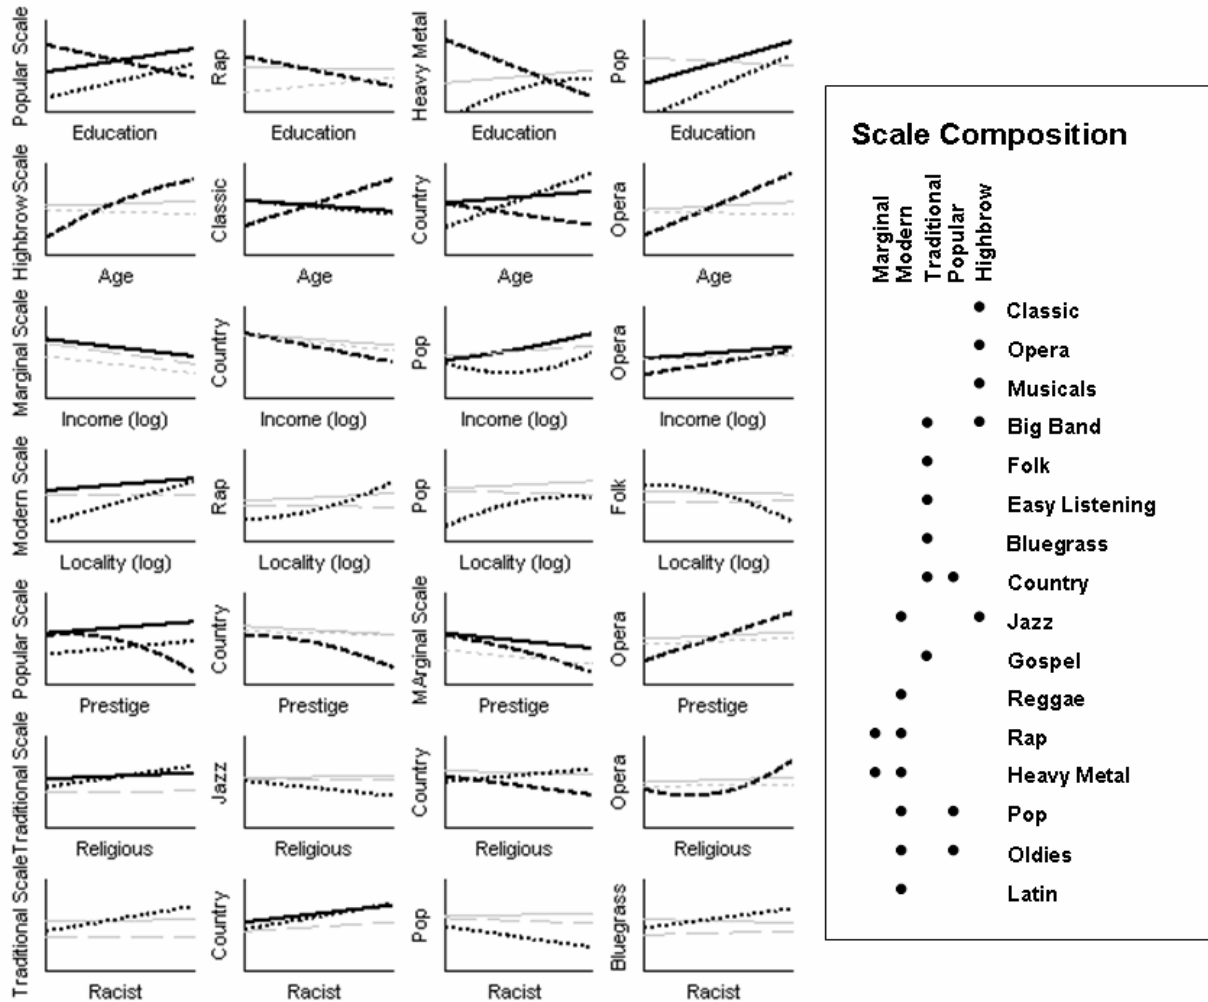 Popular Scale
Education
Rap
Education
Heavy Metal
Education
Pop
Education
HighbrowScale
Age
Classic
Age
Country
Age
Opera
Age
Marginal Scale
Income (log)
Country
Income (log)
Pop
Income (log)
Opera
Income (log)
Modern Scale
Locality (log)
Rap
Locality (log)
Pop
Locality (log)
Folk
Locality (log)
Popular Scale
Prestige
Country
Prestige
MArginal Scale
Prestige
Opera
Prestige
Traditional Scale
Religious
Jazz
Religious
Country
Religious
Opera
Religious
Traditional Scale
Racist
Country
Racist
Pop
Racist
Bluegrass
Racist
Scale Composition
Marginal
Modern
Traditional
Popular
Highbrow
Classic
Opera
Musicals
Big Band
Folk
Easy Listening
Bluegrass
Country
Jazz
Gospel
Reggae
Rap
Heavy Metal
Pop
Oldies
Latin